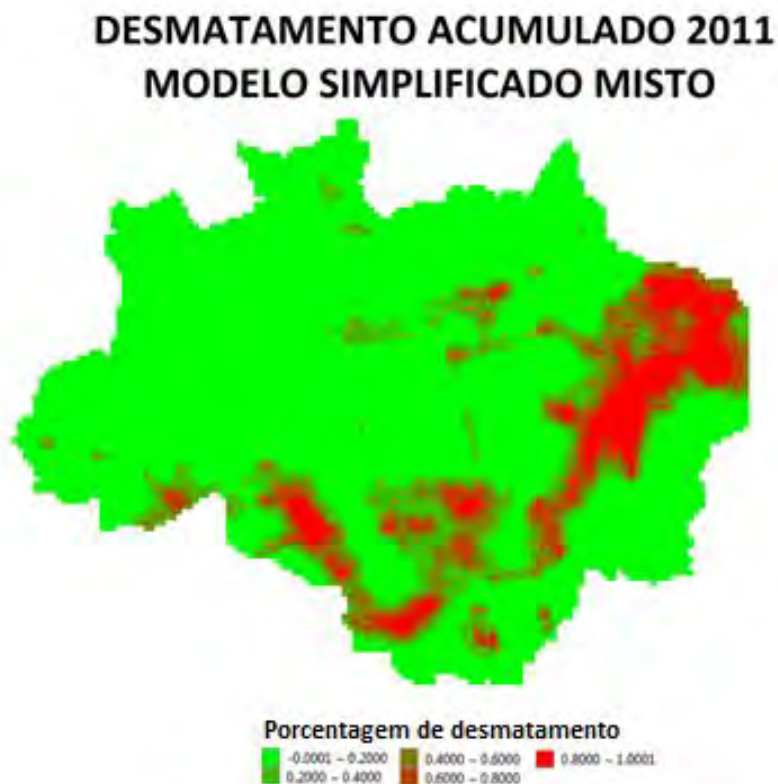 DESMATAMENTO ACUMULADO 2011
MODELO SIMPLIFICADO MISTO
Porcentagem de desmatamento
-0.0001 – 0.2000 0.4000 – 0.6000 0.8000 – 1.0001
0.2000 – 0.4000 0.6000 – 0.8000